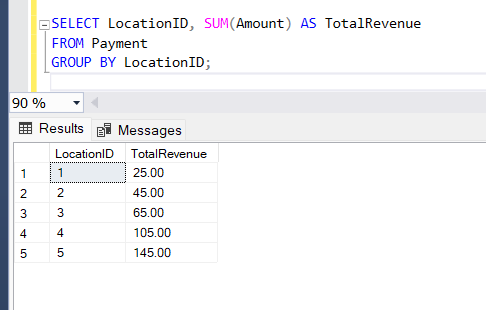 SELECT LocationID, SUM(Amount) AS TotalRevenue
FROM Payment
GROUP BY LocationID;
90 %
Results Messages
LocationID TotalRevenue
1 1 25.00
2 2 45.00
3 3 65.00
4 4 105.00
5 5 145.00